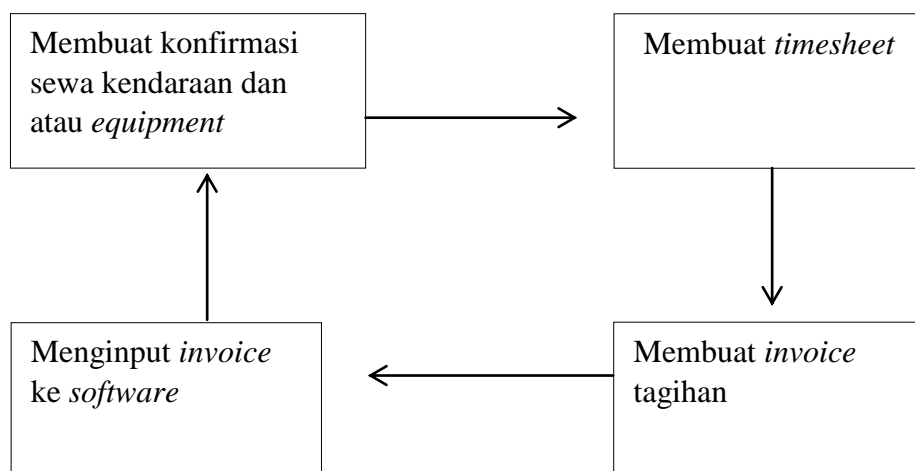 Membuat konfirmasi
sewa kendaraan dan
atau equipment
Membuat timesheet
Menginput invoice
ke software
Membuat invoice
tagihan